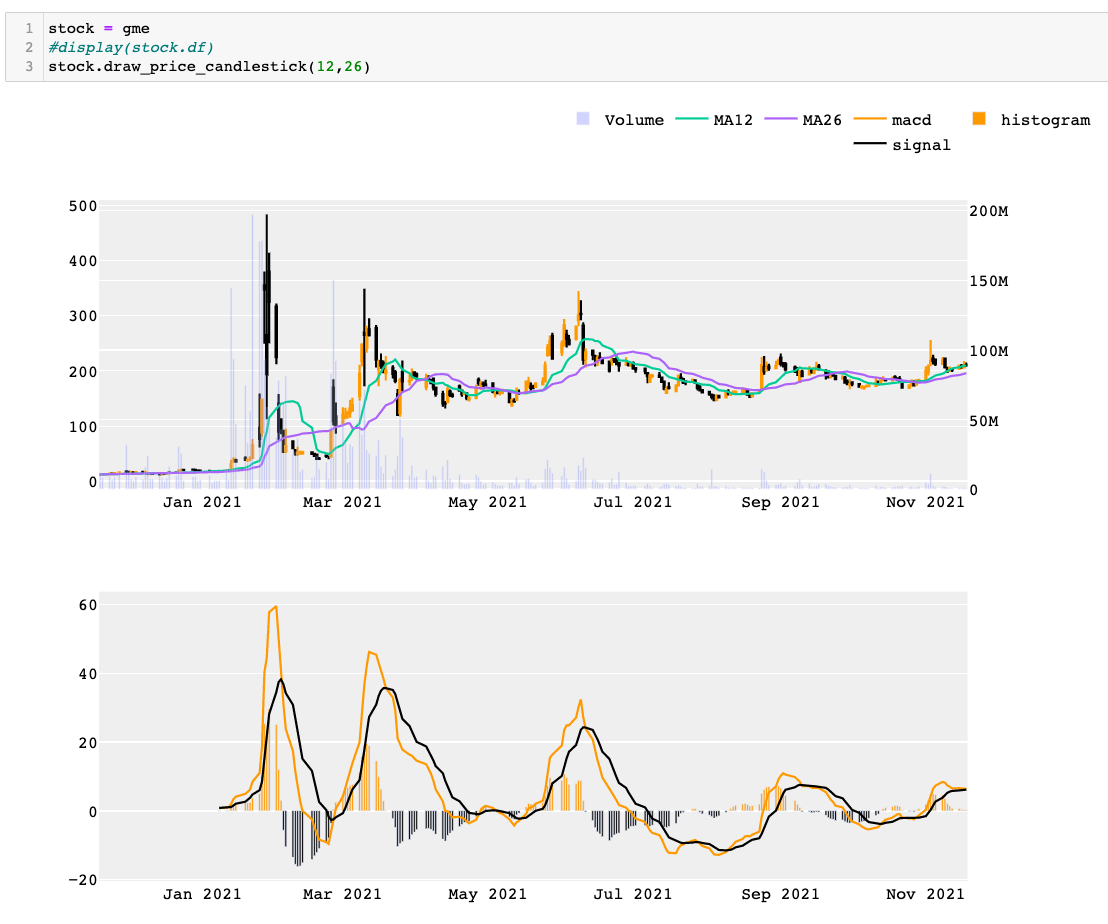 1 stock = gme
2 #display(stock.df)
3 stock.draw_price_candlestick(12,26)
Volume MA12 MA26 macd histogram
signal
500
400
300
200
100
0
200M
150M
100M
50M
0
Jan 2021 Mar 2021 May 2021 Jul 2021 Sep 2021 Nov 2021
60
40
20
0
−20
Jan 2021 Mar 2021 May 2021 Jul 2021 Sep 2021 Nov 2021